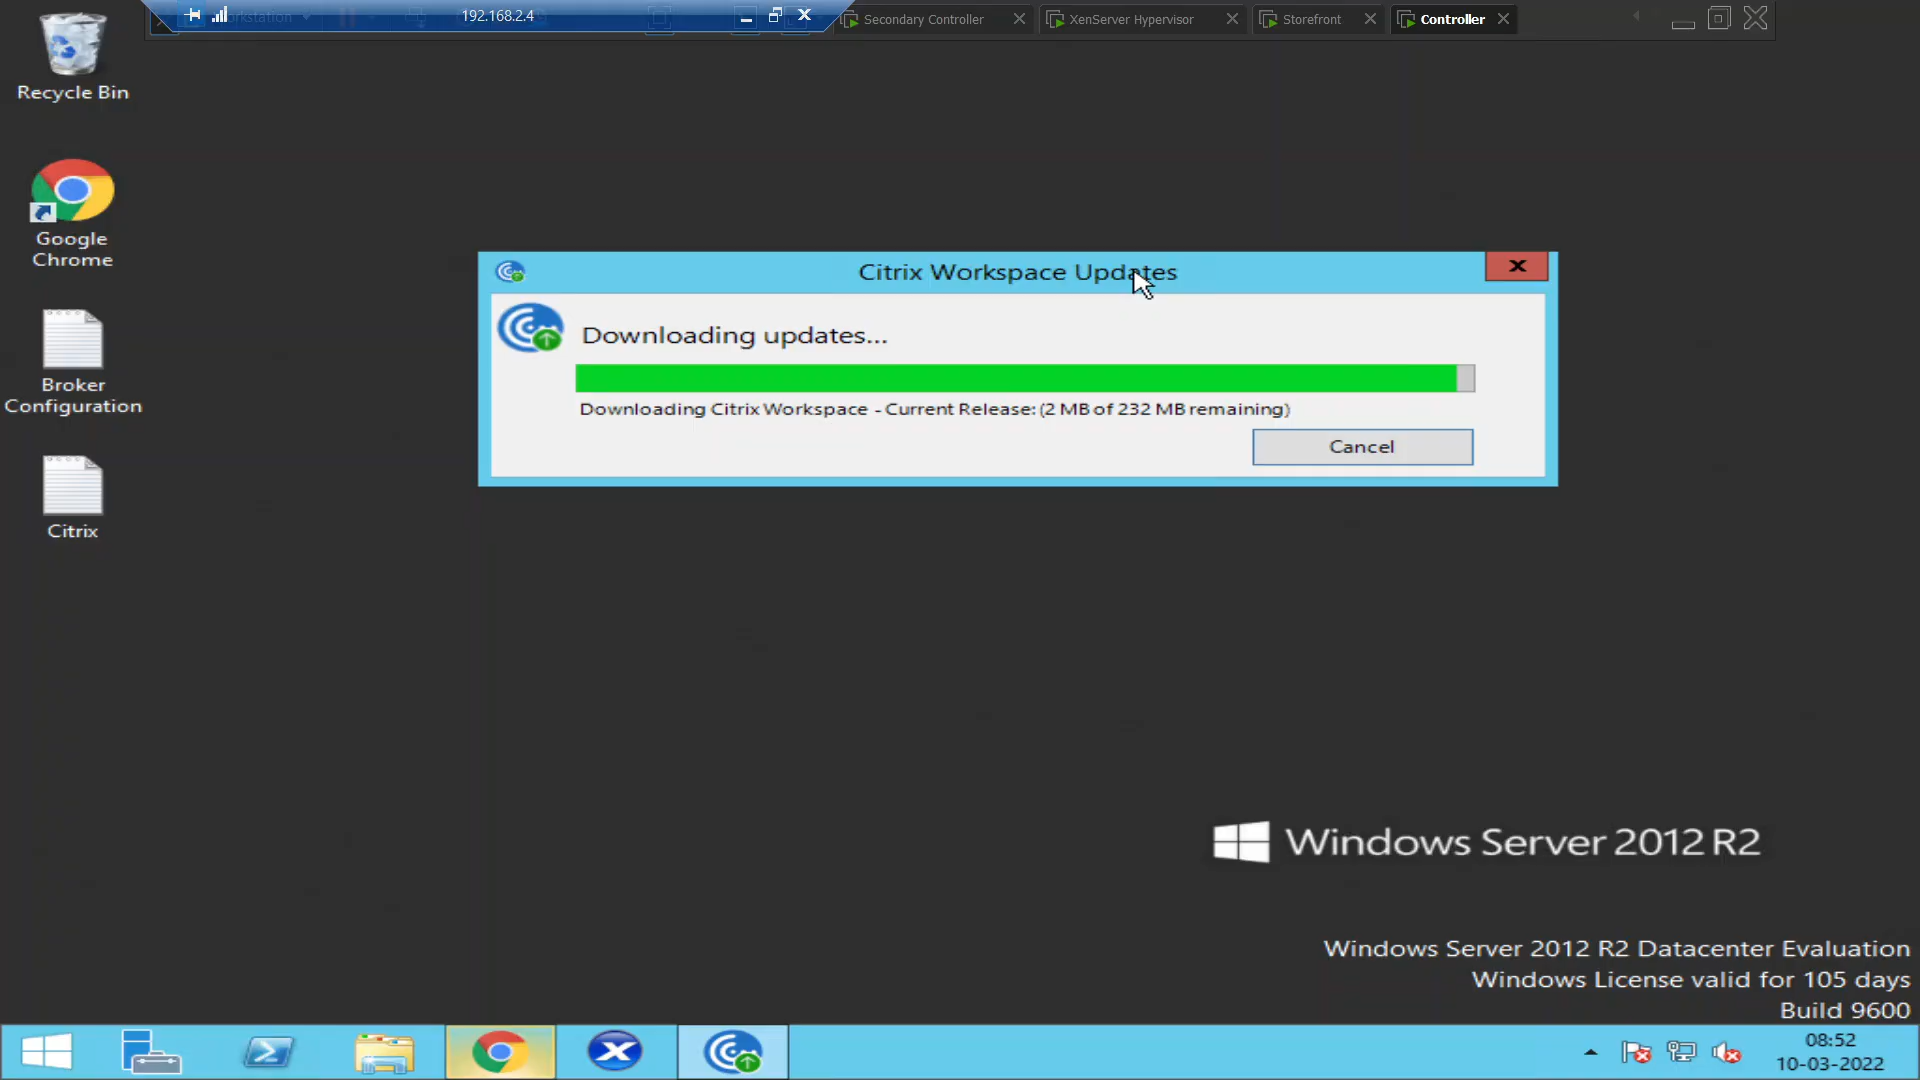 192.168.2.4
Secondary Controller
XenServer Hypervisor
Storefront
Controller
Recycle Bin
Google
Chrome
Broker
Configuration
Citrix
Citrix Workspace Updates
Downloading updates...
Downloading Citrix Workspace - Current Release: (2 MB of 232 MB remaining)
Cancel
Windows Server 2012 R2
Windows Server 2012 R2 Datacenter Evaluation
Windows License valid for 105 days
Build 9600
08:52
10-03-2022